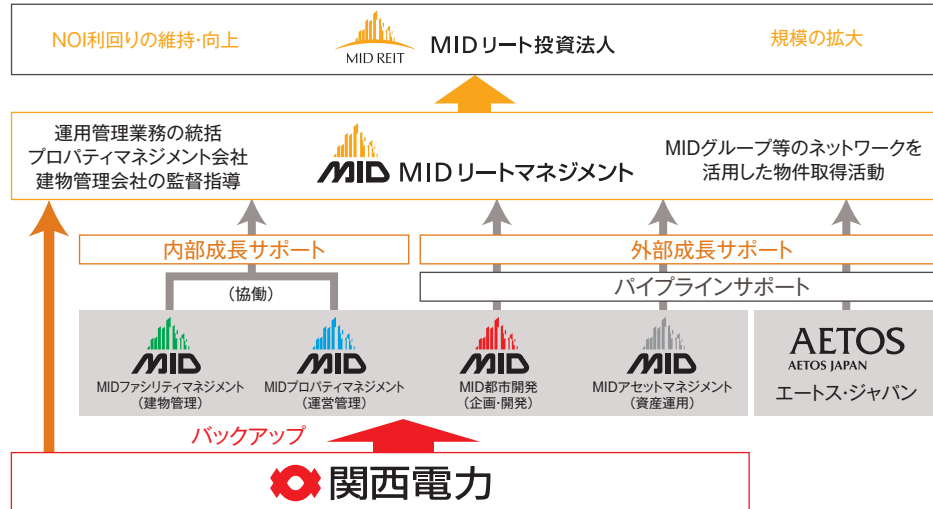 NOI利回りの維持・向上
MID REIT
MIDリート投資法人
規模の拡大
運用管理業務の統括
プロパティマネジメント会社
建物管理会社の監督指導
MID MIDリートマネジメント
MIDグループ等のネットワークを
活用した物件取得活動
内部成長サポート
外部成長サポート
(協働)
パイプラインサポート
MID
MIDファシリティマネジメント
(建物管理)
MID
MIDプロパティマネジメント
(運営管理)
MID
MID都市開発
(企画・開発)
MID
MIDアセットマネジメント
(資産運用)
AETOS
AETOS JAPAN
エートス・ジャパン
バックアップ
関西電力